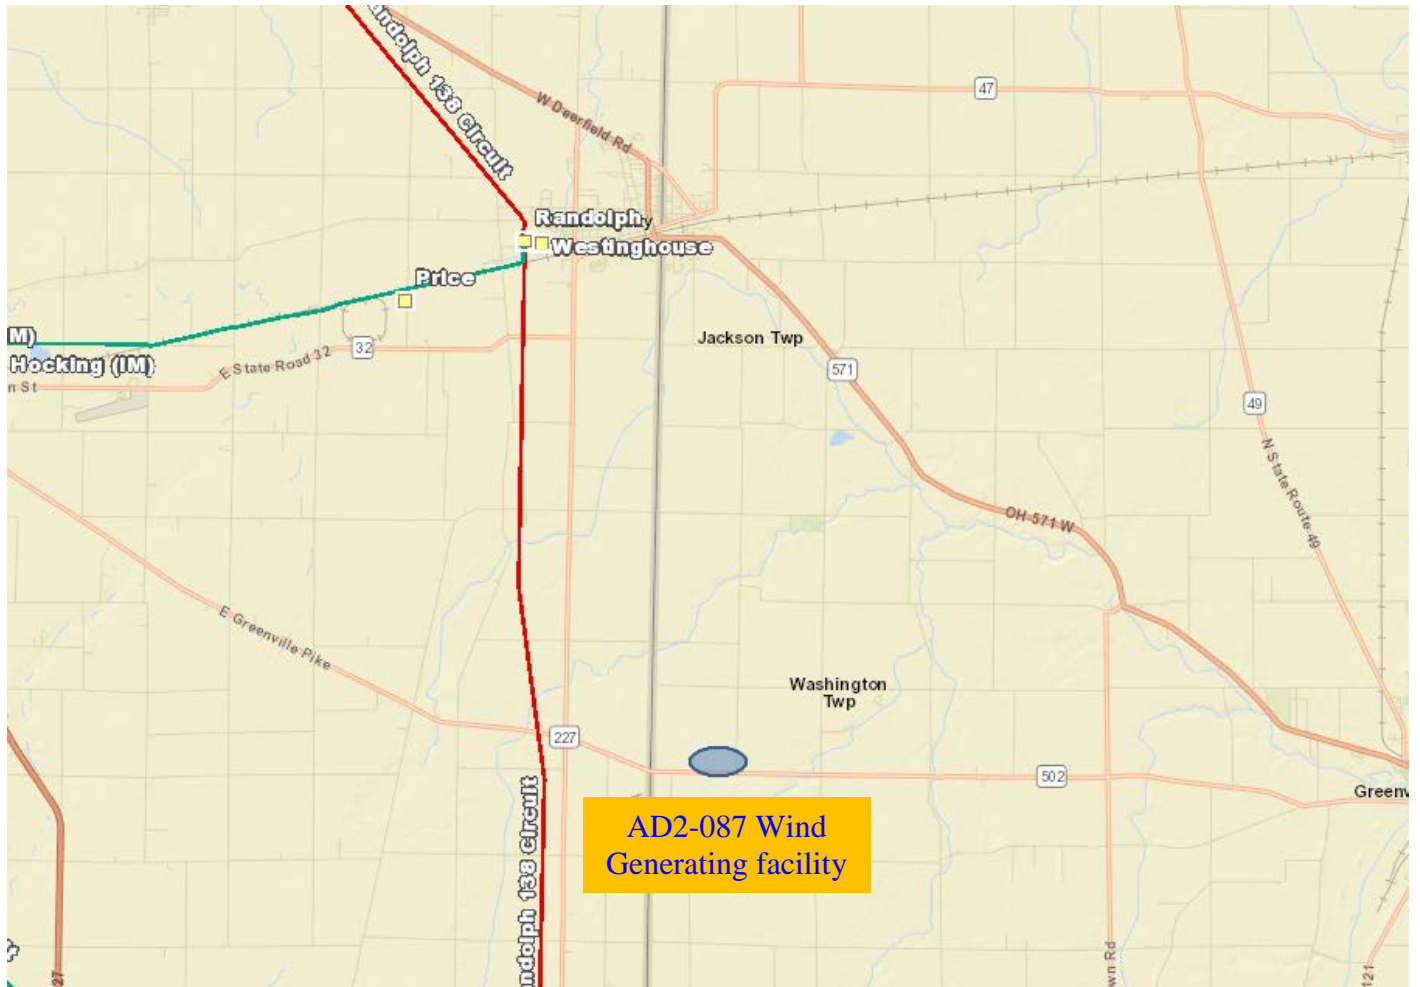 andolph 138 Circuit
W Deerfield Rd
47
Randolph
Westinghouse
Price
M)
Hocking (IM)
n St
E State Road 32
32
Jackson Twp
571
49
N State Route 49
OH-571 W
E Greenville Pike
Washington
Twp
227
502
Greenv
AD2-087 Wind
Generating facility
andolph 138 Circuit
27
wn Rd
121